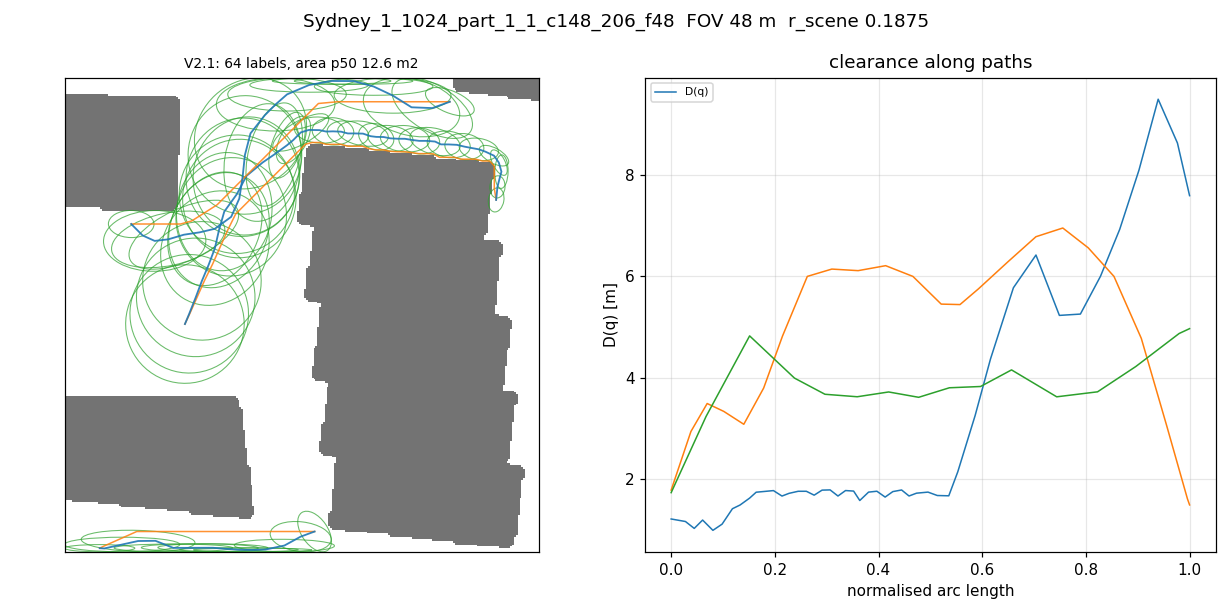 Sydney_1_1024_part_1_1_c148_206_f48  FOV 48 m  r_scene 0.1875
V2.1: 64 labels, area p50 12.6 m2
clearance along paths
D(q)
D(q) [m]
8
6
4
2
0.0 0.2 0.4 0.6 0.8 1.0
normalised arc length